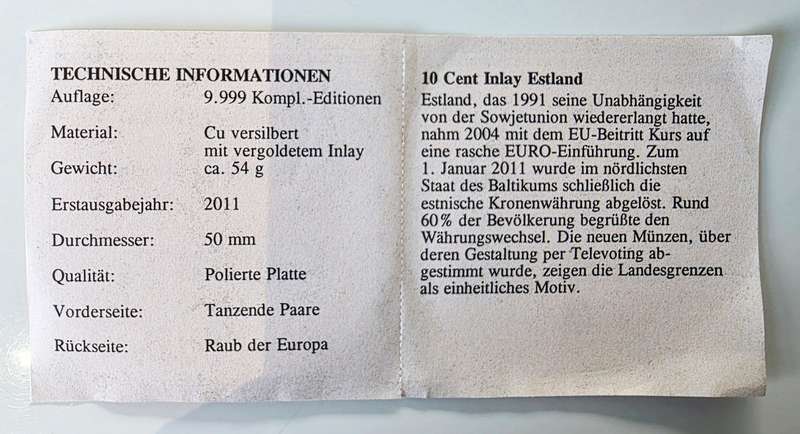 TECHNISCHE INFORMATIONEN
Auflage: 9.999 Kompl.-Editionen
Material: Cu versilbert
mit vergoldetem Inlay
Gewicht: ca. 54 g
Erstausgabejahr: 2011
Durchmesser: 50 mm
Qualität: Polierte Platte
Vorderseite: Tanzende Paare
Rückseite: Raub der Europa
10 Cent Inlay Estland
Estland, das 1991 seine Unabhängigkeit
von der Sowjetunion wiedererlangt hatte,
nahm 2004 mit dem EU-Beitritt Kurs auf
eine rasche EURO-Einführung. Zum
1. Januar 2011 wurde im nördlichsten
Staat des Baltikums schließlich die
estnische Kronenwährung abgelöst. Rund
60% der Bevölkerung begrüßte den
Währungswechsel. Die neuen Münzen, über
deren Gestaltung per Televoting ab-
gestimmt wurde, zeigen die Landesgrenzen
als einheitliches Motiv.